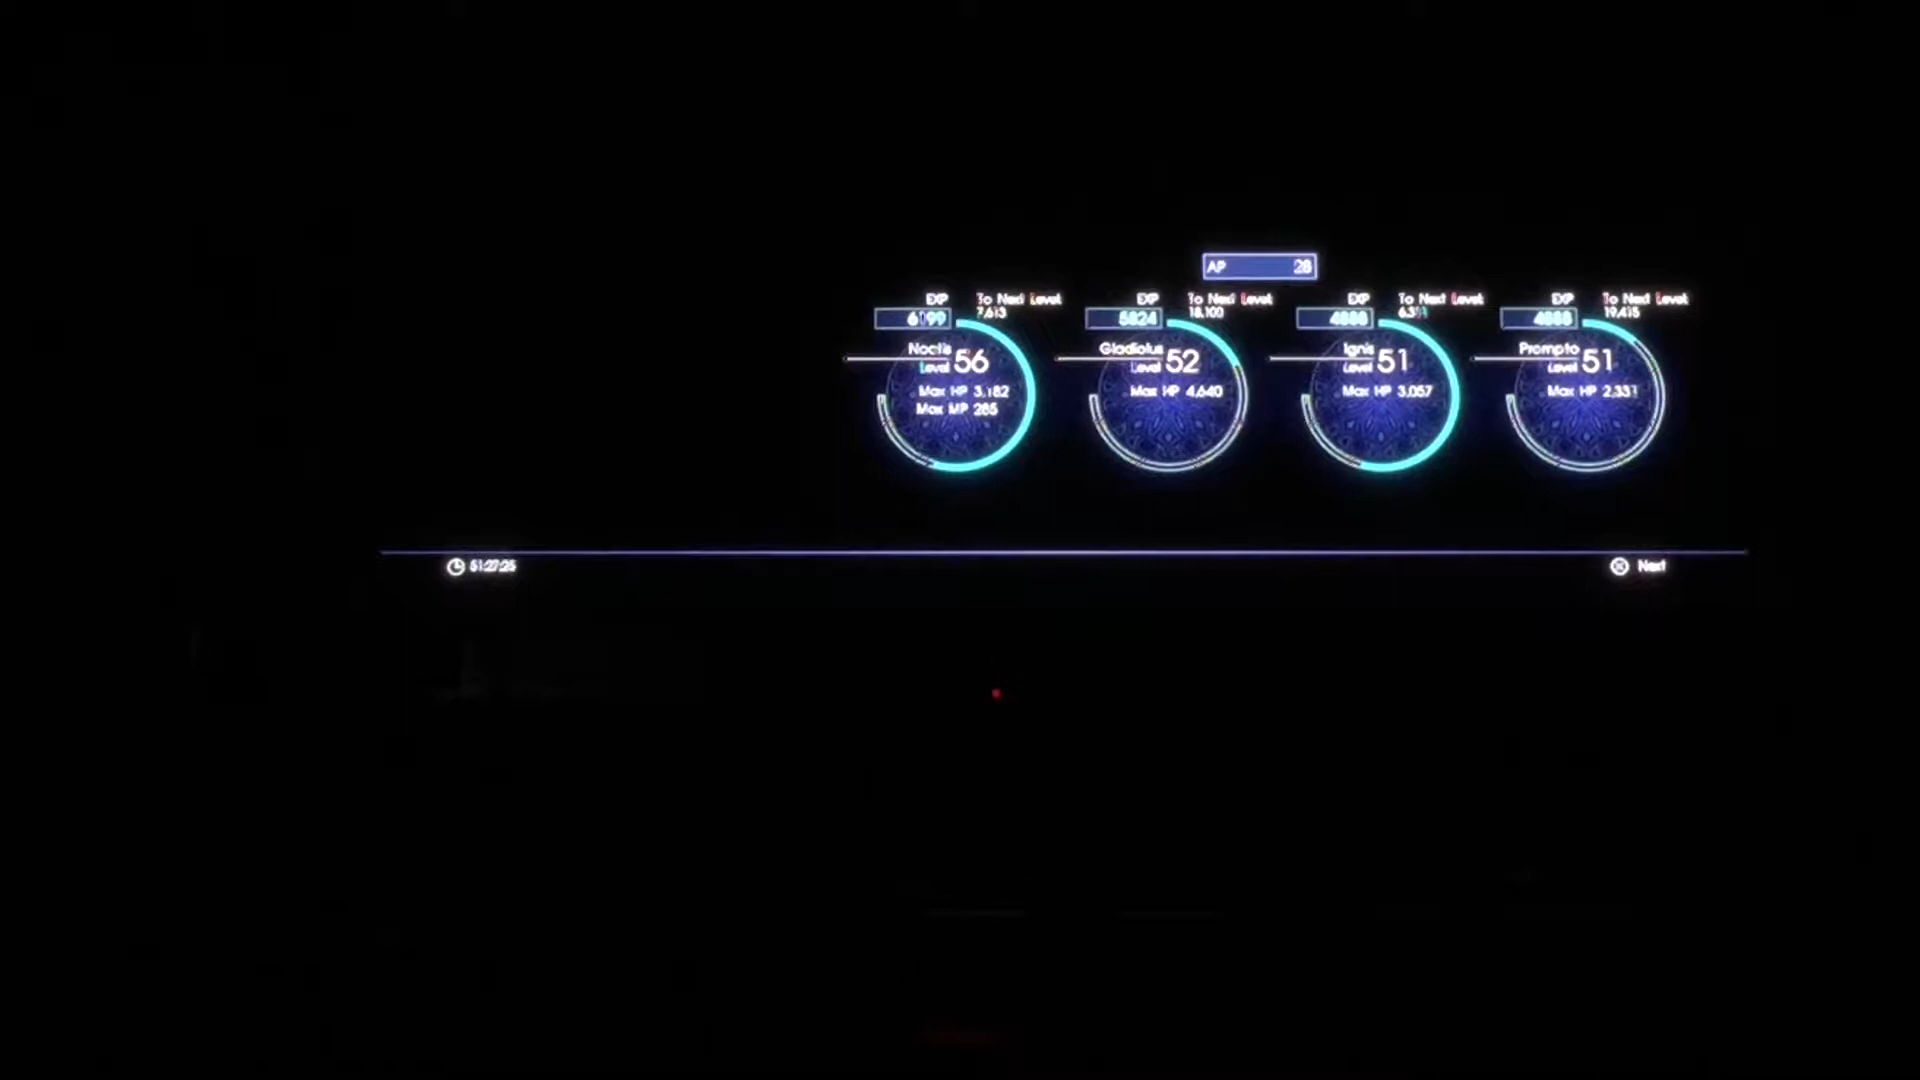 AP 28
EXP To Next Level EXP To Next Level EXP To Next Level EXP To Next Level
7,613 18,100 19,415
6199 5824 4888 4888
Noctis Gladiolus Ignis Prompto
Level 56 Level 52 Level 51 Level 51
Max HP 3,182 Max HP 4,640 Max HP 3,057 Max HP 2,331
Max MP 285
51:27:25 Next